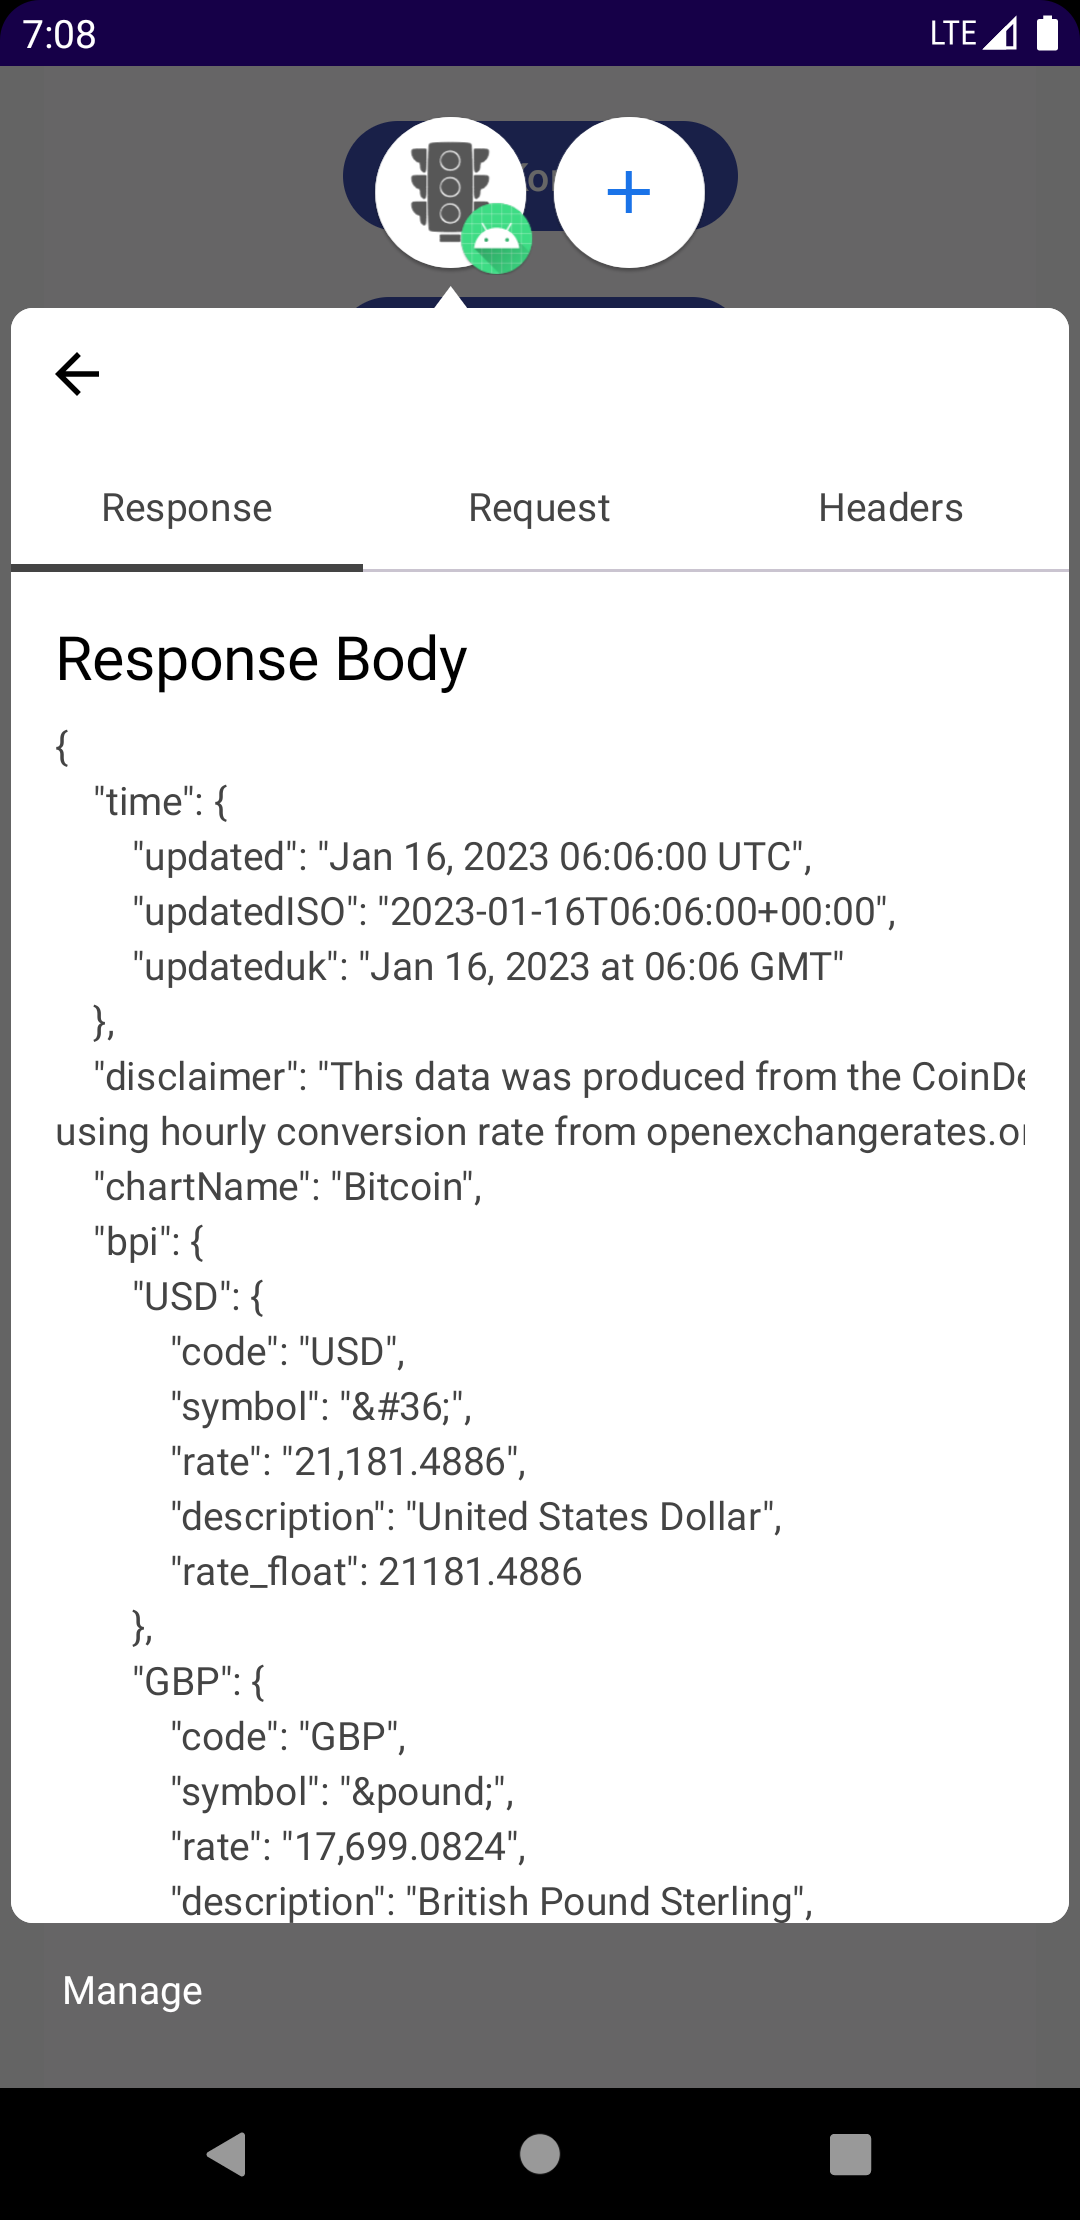 7:08 LTE
Response Request Headers
Response Body
{
    "time": {
        "updated": "Jan 16, 2023 06:06:00 UTC",
        "updatedISO": "2023-01-16T06:06:00+00:00",
        "updateduk": "Jan 16, 2023 at 06:06 GMT"
    },
    "disclaimer": "This data was produced from the
using hourly conversion rate from
    "chartName": "Bitcoin",
    "bpi": {
        "USD": {
            "code": "USD",
            "symbol": "&#36;",
            "rate": "21,181.4886",
            "description": "United States Dollar",
            "rate_float": 21181.4886
        },
        "GBP": {
            "code": "GBP",
            "symbol": "&pound;",
            "rate": "17,699.0824",
            "description": "British Pound Sterling",
Manage